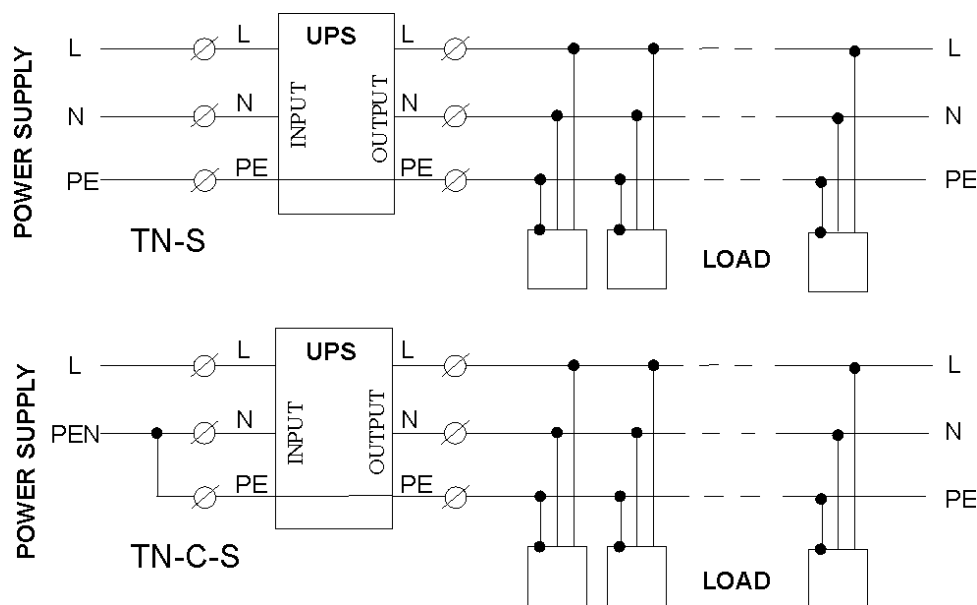 POWER SUPPLY
L L UPS L L
N N INPUT OUTPUT N N
PE PE PE PE
TN-S
LOAD
POWER SUPPLY
L L UPS L L
PEN N INPUT OUTPUT N N
PE PE PE
TN-C-S
LOAD